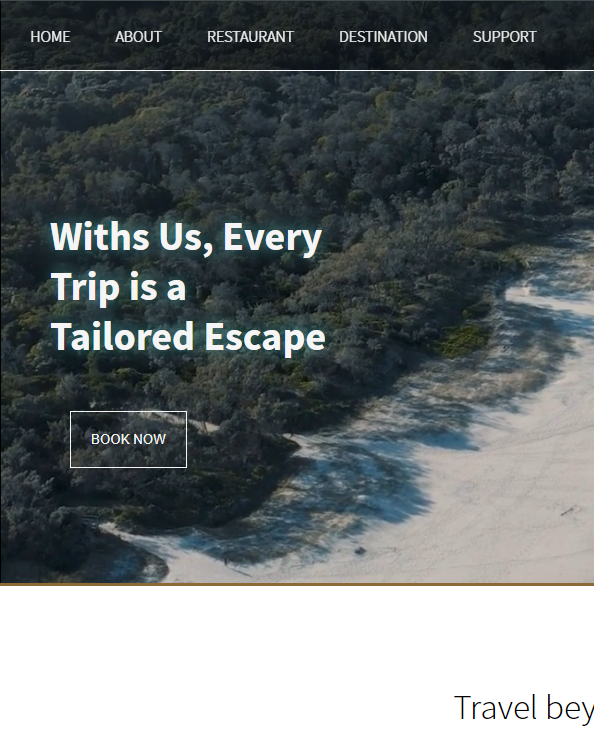 HOME ABOUT RESTAURANT DESTINATION SUPPORT
Withs Us, Every
Trip is a
Tailored Escape
BOOK NOW
Travel bey